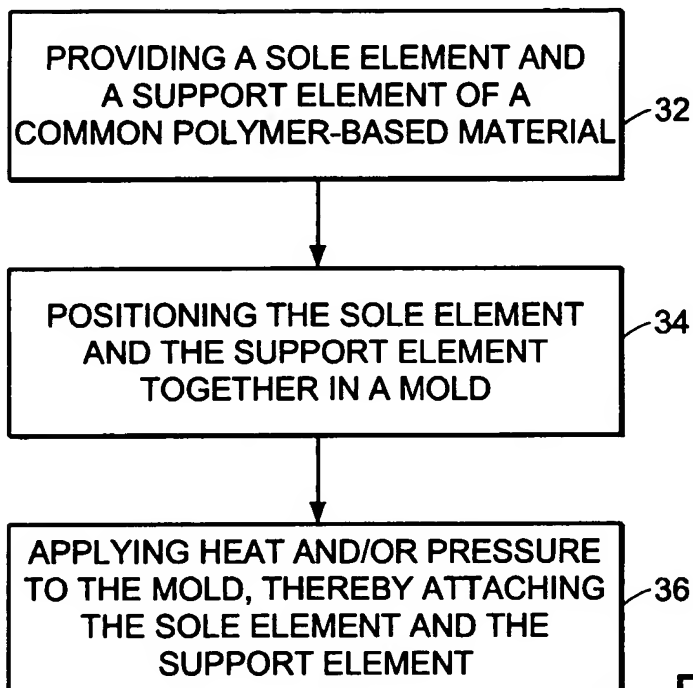 PROVIDING A SOLE ELEMENT AND
A SUPPORT ELEMENT OF A
COMMON POLYMER-BASED MATERIAL
32
POSITIONING THE SOLE ELEMENT
AND THE SUPPORT ELEMENT
TOGETHER IN A MOLD
34
APPLYING HEAT AND/OR PRESSURE
TO THE MOLD, THEREBY ATTACHING
THE SOLE ELEMENT AND THE
SUPPORT ELEMENT
36